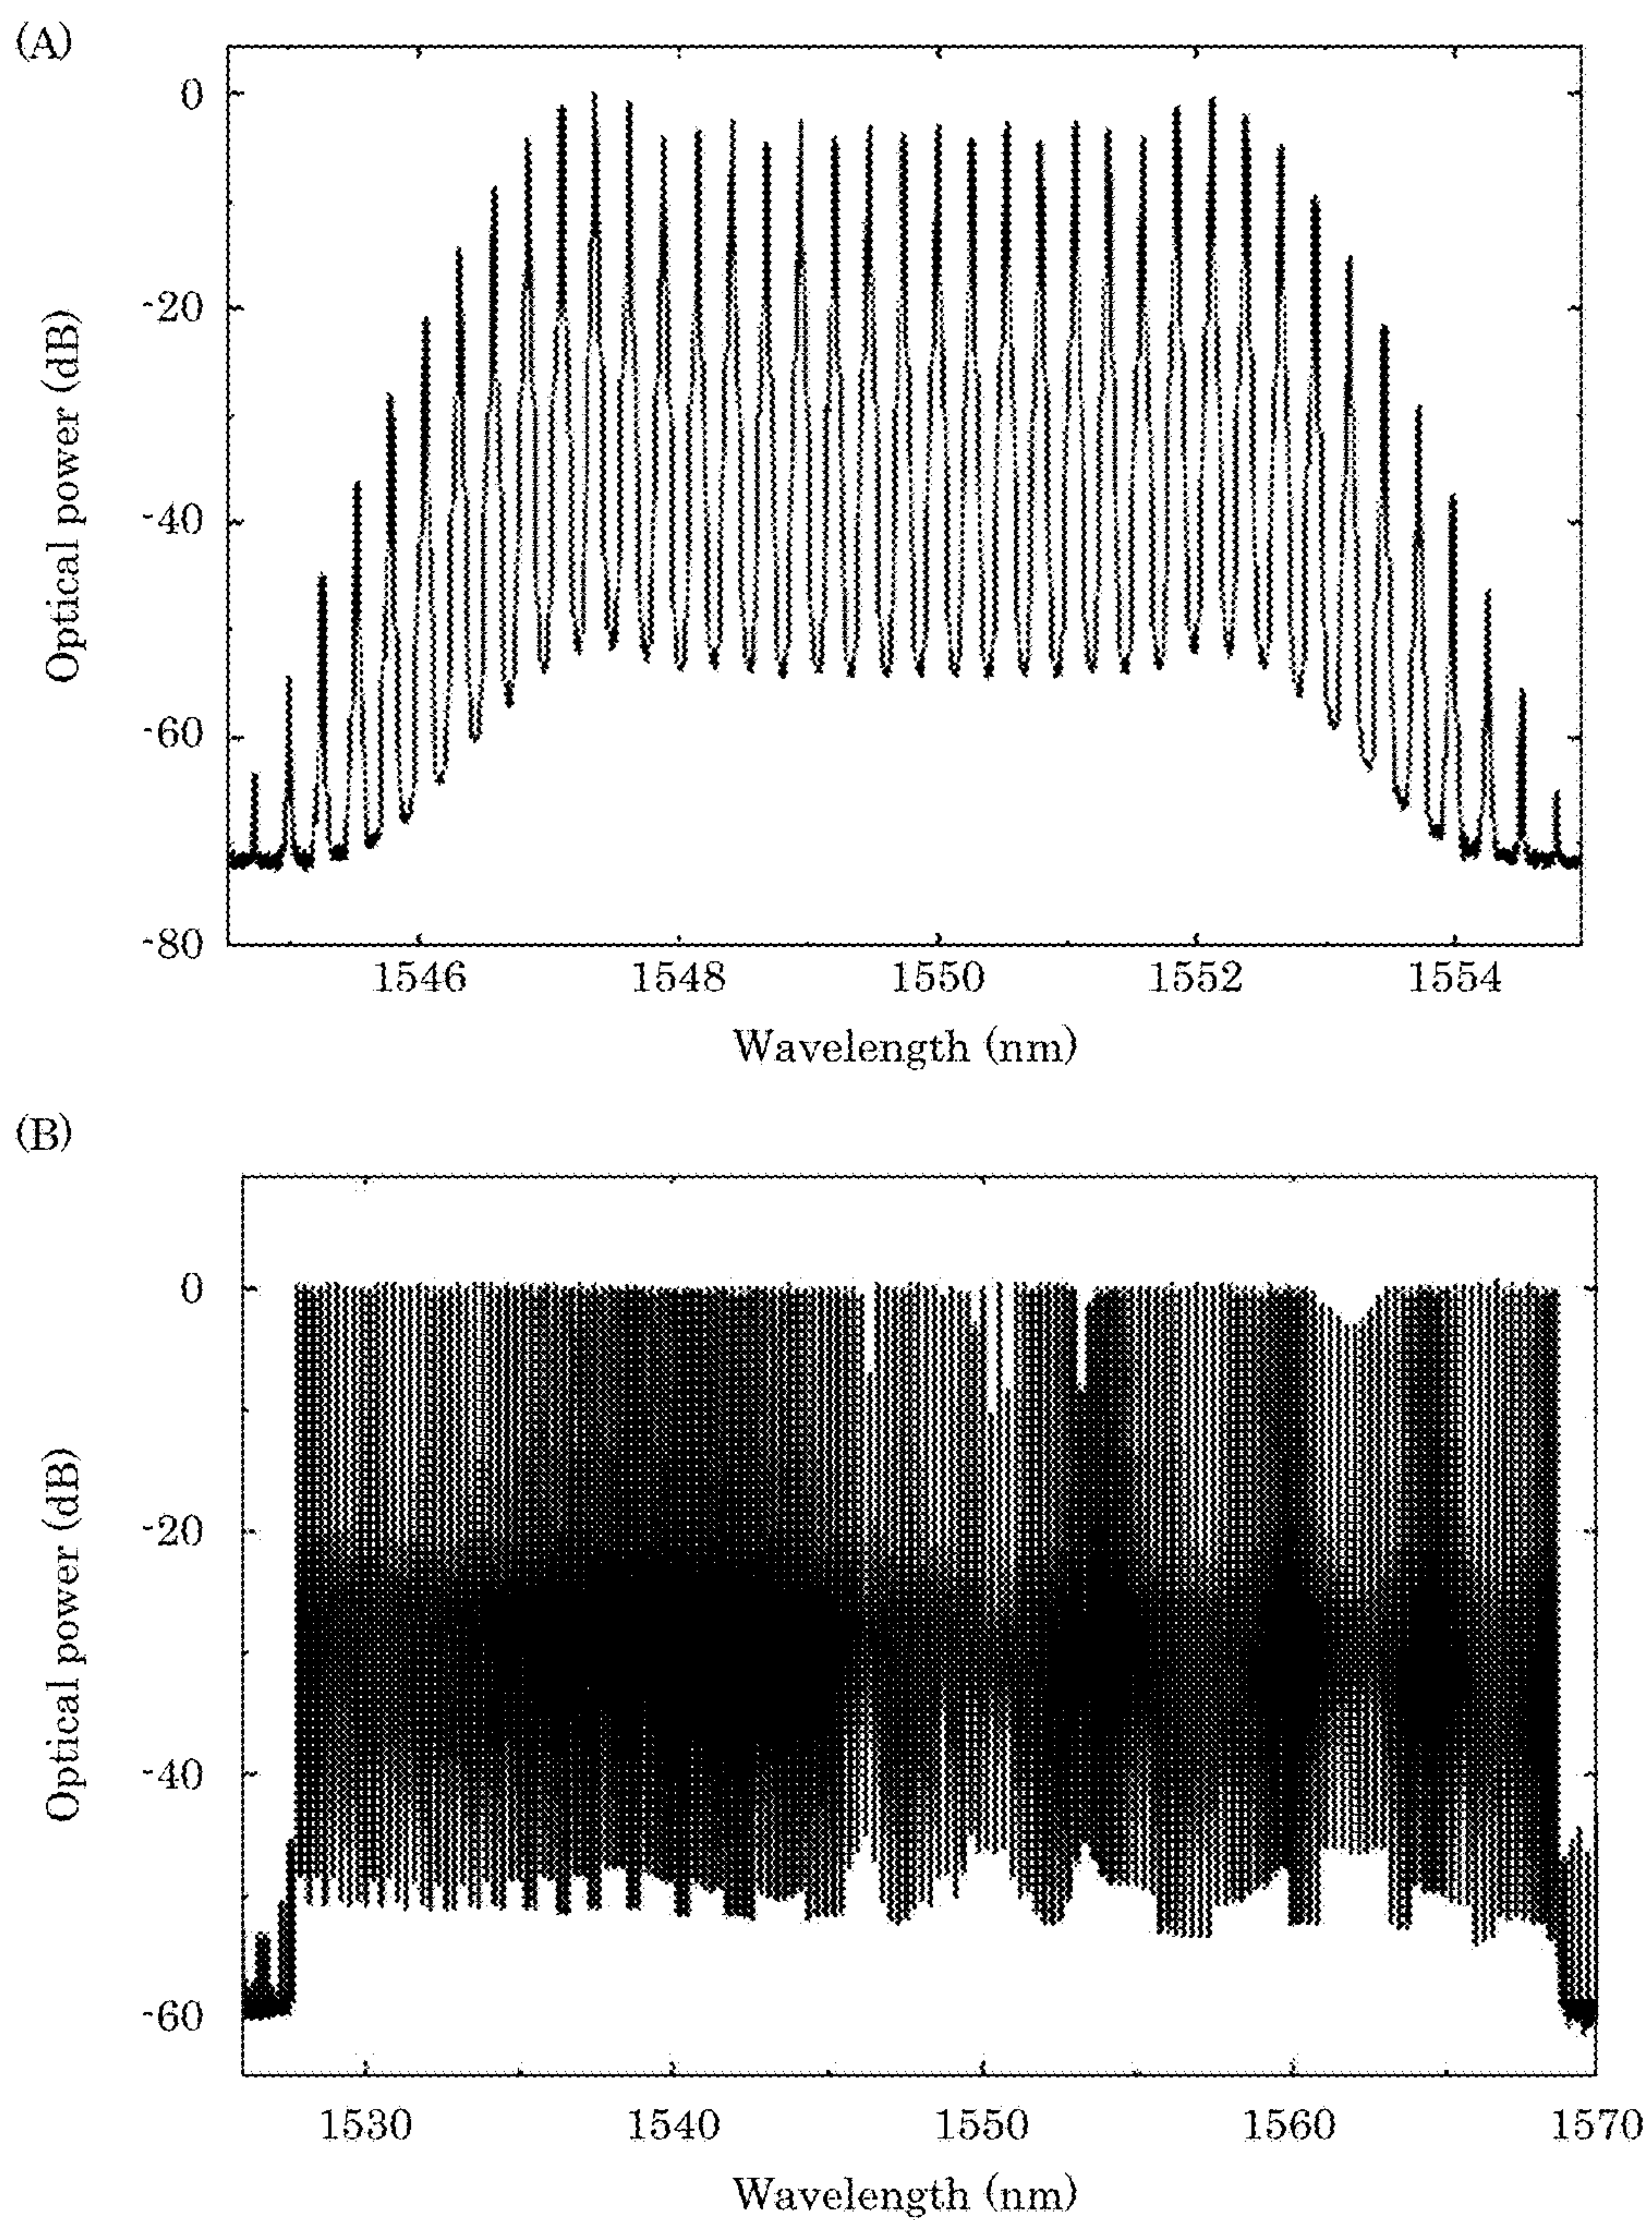 (A)
0
-20
-40
-60
-80
Optical power (dB)
1546 1548 1550 1552 1554
Wavelength (nm)
(B)
0
-20
-40
-60
Optical power (dB)
1530 1540 1550 1560 1570
Wavelength (nm)